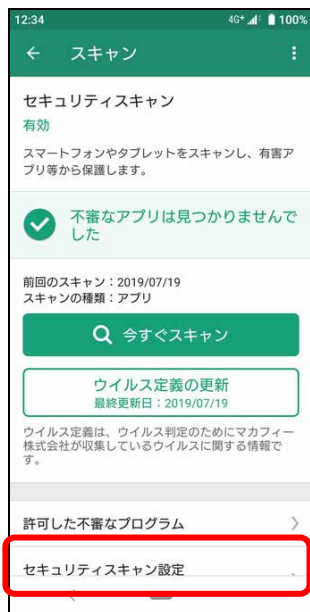 12:34 4G+ 100%
スキャン
セキュリティスキャン
有効
スマートフォンやタブレットをスキャンし、有害ア
プリ等から保護します。
不審なアプリは見つかりませんで
した
前回のスキャン：2019/07/19
スキャンの種類：アプリ
今すぐスキャン
ウイルス定義の更新
最終更新日：2019/07/19
ウイルス定義は、ウイルス判定のためにマカフィー
株式会社が収集しているウイルスに関する情報で
す。
許可した不審なプログラム
セキュリティスキャン設定